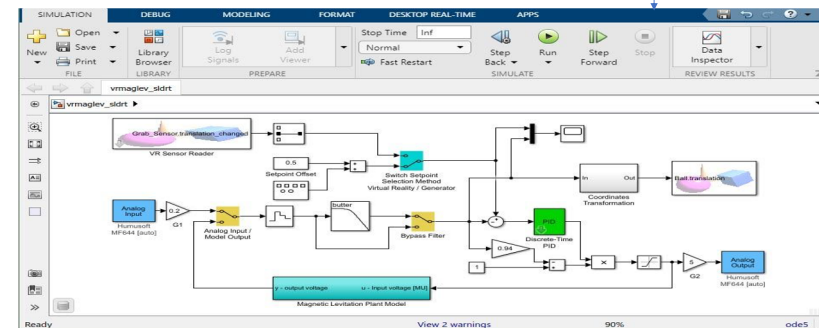 SIMULATION DEBUG MODELING FORMAT DESKTOP REAL-TIME APPS
New
Open
Save
Print
FILE
Library
Browser
LIBRARY
Log
Signals
Add
Viewer
PREPARE
Stop Time Inf
Normal
Fast Restart
Step
Back
Run
Step
Forward
Stop
SIMULATE
Data
Inspector
REVIEW RESULTS
vrmaglev_sldrt
vrmaglev_sldrt
Grab_Sensor.translation_changed
VR Sensor Reader
0.5
Setpoint Offset
Switch Setpoint
Selection Method
Virtual Reality / Generator
In Out
Coordinates
Transformation
Ball.translation
Analog
Input
Humusoft
MF644 [auto]
0.2
G1
Analog Input /
Model Output
butter
Bypass Filter
PID
Discrete-Time
PID
0.94
1
5
G2
Analog
Output
Humusoft
MF644 [auto]
y - output voltage u - Input voltage [MU]
Magnetic Levitation Plant Model
Ready View 2 warnings 90% ode5